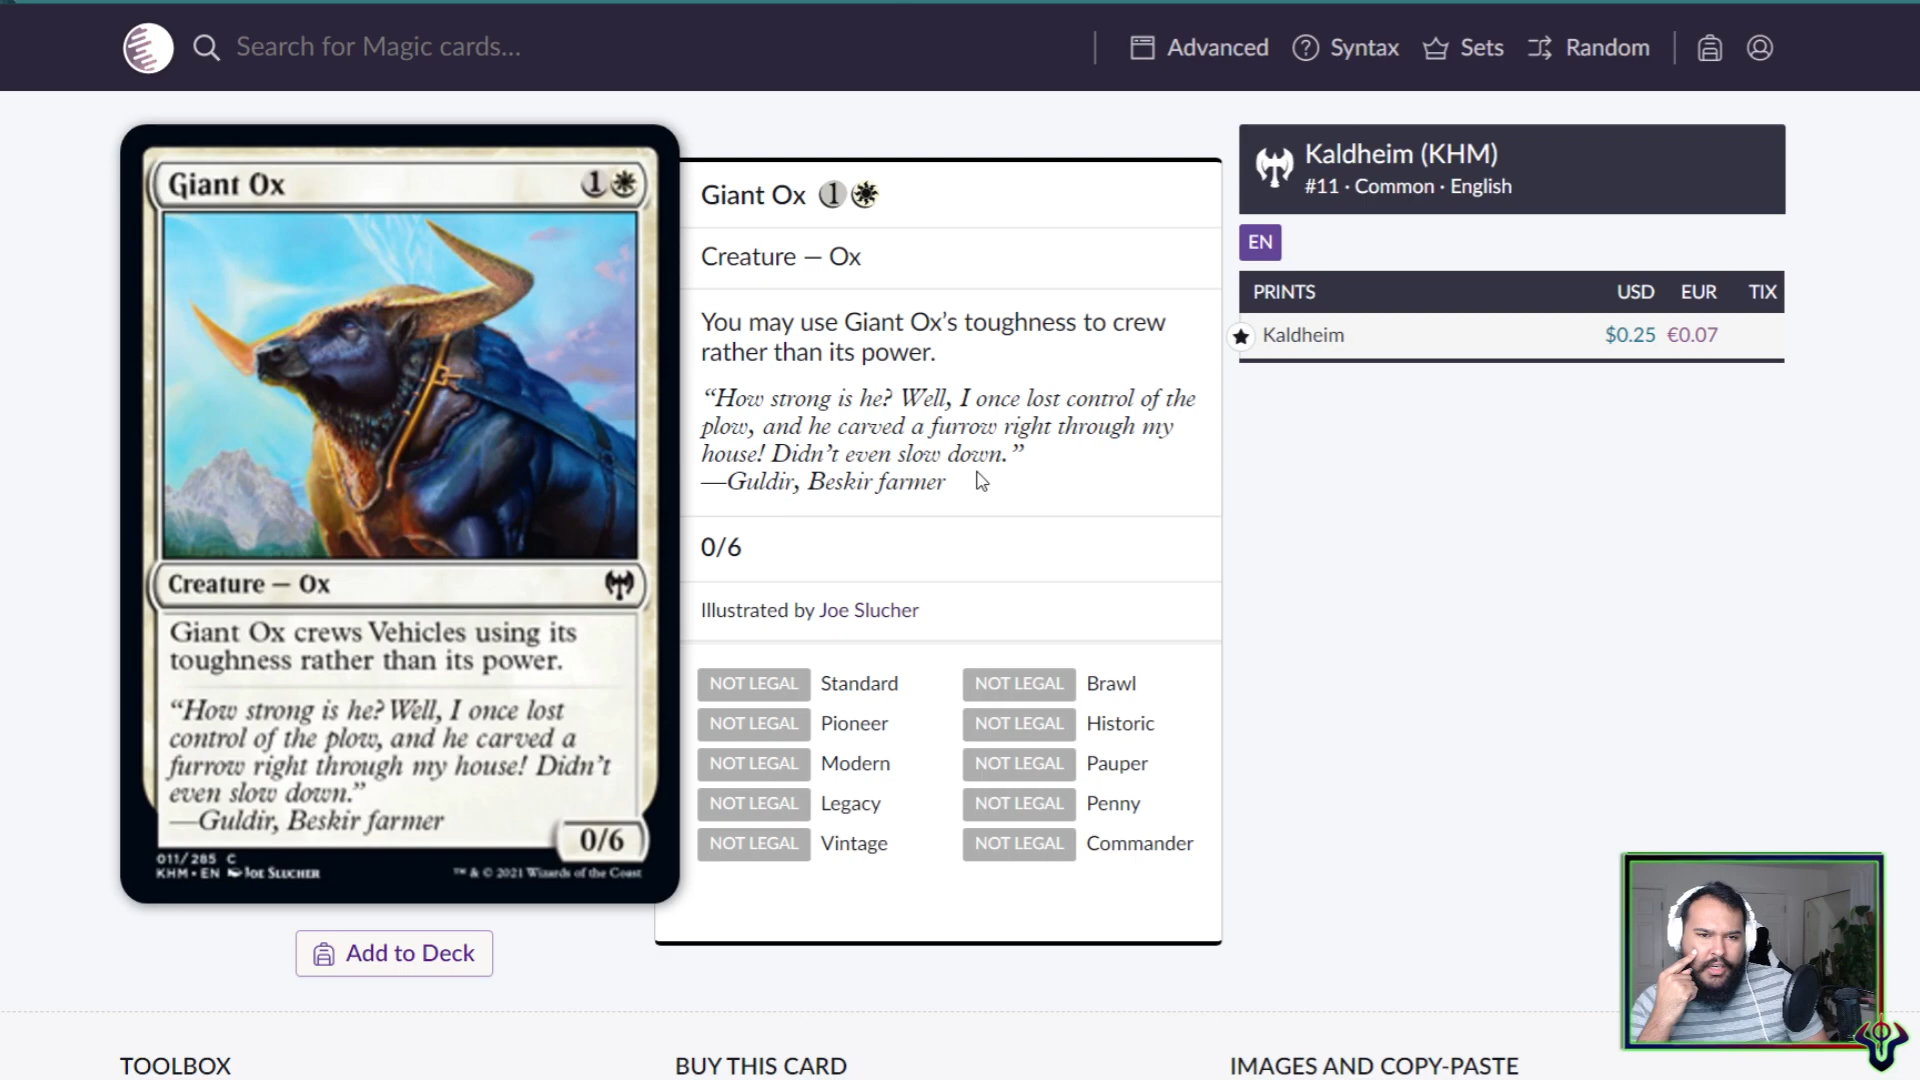 Search for Magic cards...
Advanced
Syntax
Sets
Random
Giant Ox 1
Creature — Ox
Giant Ox crews Vehicles using its
toughness rather than its power.
“How strong is he? Well, I once lost
control of the plow, and he carved a
furrow right through my house! Didn’t
even slow down.”
—Guldir, Beskir farmer
0/6
011/285 C
KHM • EN Joe Slucher
™ & © 2021 Wizards of the Coast
Add to Deck
Giant Ox 1
Creature — Ox
You may use Giant Ox’s toughness to crew
rather than its power.
“How strong is he? Well, I once lost control of the
plow, and he carved a furrow right through my
house! Didn’t even slow down.”
—Guldir, Beskir farmer
0/6
Illustrated by Joe Slucher
NOT LEGAL Standard NOT LEGAL Brawl
NOT LEGAL Pioneer NOT LEGAL Historic
NOT LEGAL Modern NOT LEGAL Pauper
NOT LEGAL Legacy NOT LEGAL Penny
NOT LEGAL Vintage NOT LEGAL Commander
Kaldheim (KHM)
#11 · Common · English
EN
PRINTS USD EUR TIX
Kaldheim $0.25 €0.07
TOOLBOX
BUY THIS CARD
IMAGES AND COPY-PASTE